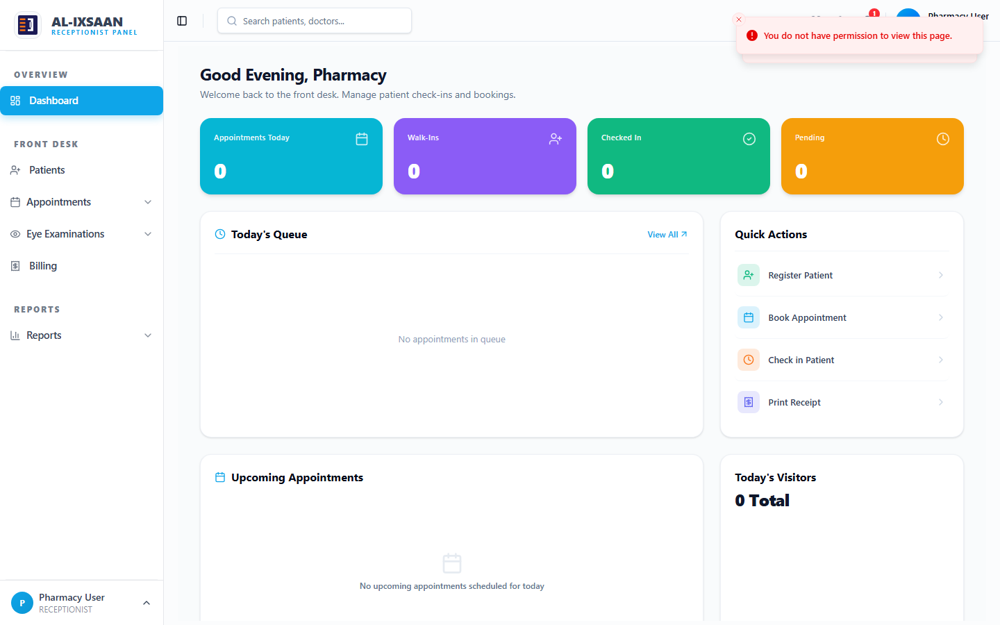 AL-IXSAAN
RECEPTIONIST PANEL
OVERVIEW
Dashboard
FRONT DESK
Patients
Appointments
Eye Examinations
Billing
REPORTS
Reports
P
Pharmacy User
RECEPTIONIST
Search patients, doctors...
1
Pharmacy User
You do not have permission to view this page.
Good Evening, Pharmacy
Welcome back to the front desk. Manage patient check-ins and bookings.
Appointments Today
0
Walk-Ins
0
Checked In
0
Pending
0
Today's Queue
View All
No appointments in queue
Quick Actions
Register Patient
Book Appointment
Check in Patient
Print Receipt
Upcoming Appointments
No upcoming appointments scheduled for today
Today's Visitors
0 Total